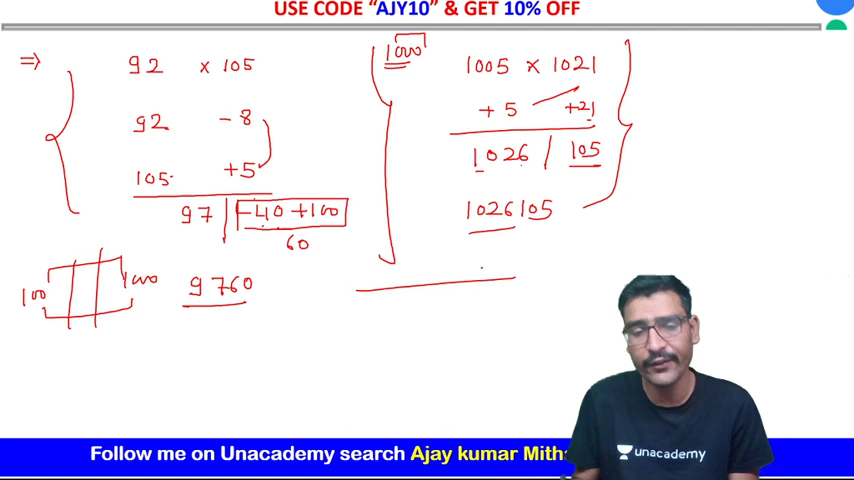 USE CODE "AJY10" & GET 10% OFF
⇒ 92 x 105
92 -8
105 +5
97 | -40 +100
60
9760
100 1000
1000
1005 x 1021
+5 +21
1026 / 105
1026105
unacademy
Follow me on Unacademy search Ajay kumar Mith